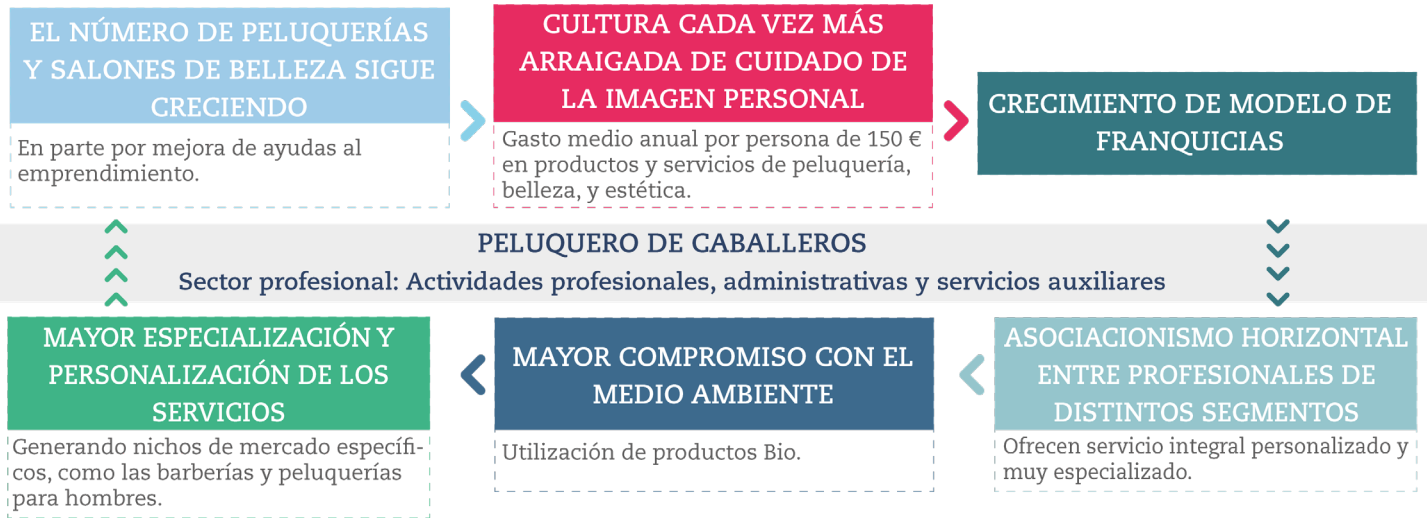 EL NÚMERO DE PELUQUERÍAS
Y SALONES DE BELLEZA SIGUE
CRECIENDO
En parte por mejora de ayudas al
emprendimiento.
CULTURA CADA VEZ MÁS
ARRAIGADA DE CUIDADO DE
LA IMAGEN PERSONAL
Gasto medio anual por persona de 150 €
en productos y servicios de peluquería,
belleza, y estética.
CRECIMIENTO DE MODELO DE
FRANQUICIAS
PELUQUERO DE CABALLEROS
Sector profesional: Actividades profesionales, administrativas y servicios auxiliares
MAYOR ESPECIALIZACIÓN Y
PERSONALIZACIÓN DE LOS
SERVICIOS
Generando nichos de mercado específi-
cos, como las barberías y peluquerías
para hombres.
MAYOR COMPROMISO CON EL
MEDIO AMBIENTE
Utilización de productos Bio.
ASOCIACIONISMO HORIZONTAL
ENTRE PROFESIONALES DE
DISTINTOS SEGMENTOS
Ofrecen servicio integral personalizado y
muy especializado.